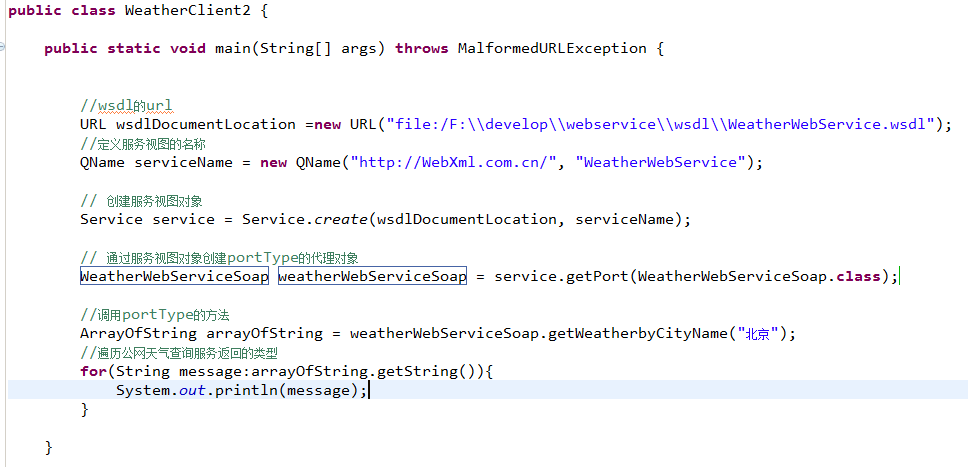 public class WeatherClient2 {
public static void main(String[] args) throws MalformedURLException {
//wsdl的url
URL wsdlDocumentLocation =new URL("file:/F:\\develop\\webservice\\wsdl\\WeatherWebService.wsdl");
//定义服务视图的名称
QName serviceName = new QName("http://WebXml.com.cn/", "WeatherWebService");
// 创建服务视图对象
Service service = Service.create(wsdlDocumentLocation, serviceName);
// 通过服务视图对象创建portType的代理对象
WeatherWebServiceSoap weatherWebServiceSoap = service.getPort(WeatherWebServiceSoap.class);
//调用portType的方法
ArrayOfString arrayOfString = weatherWebServiceSoap.getWeatherbyCityName("北京");
//遍历公网天气查询服务返回的类型
for(String message:arrayOfString.getString()){
System.out.println(message);
}
}